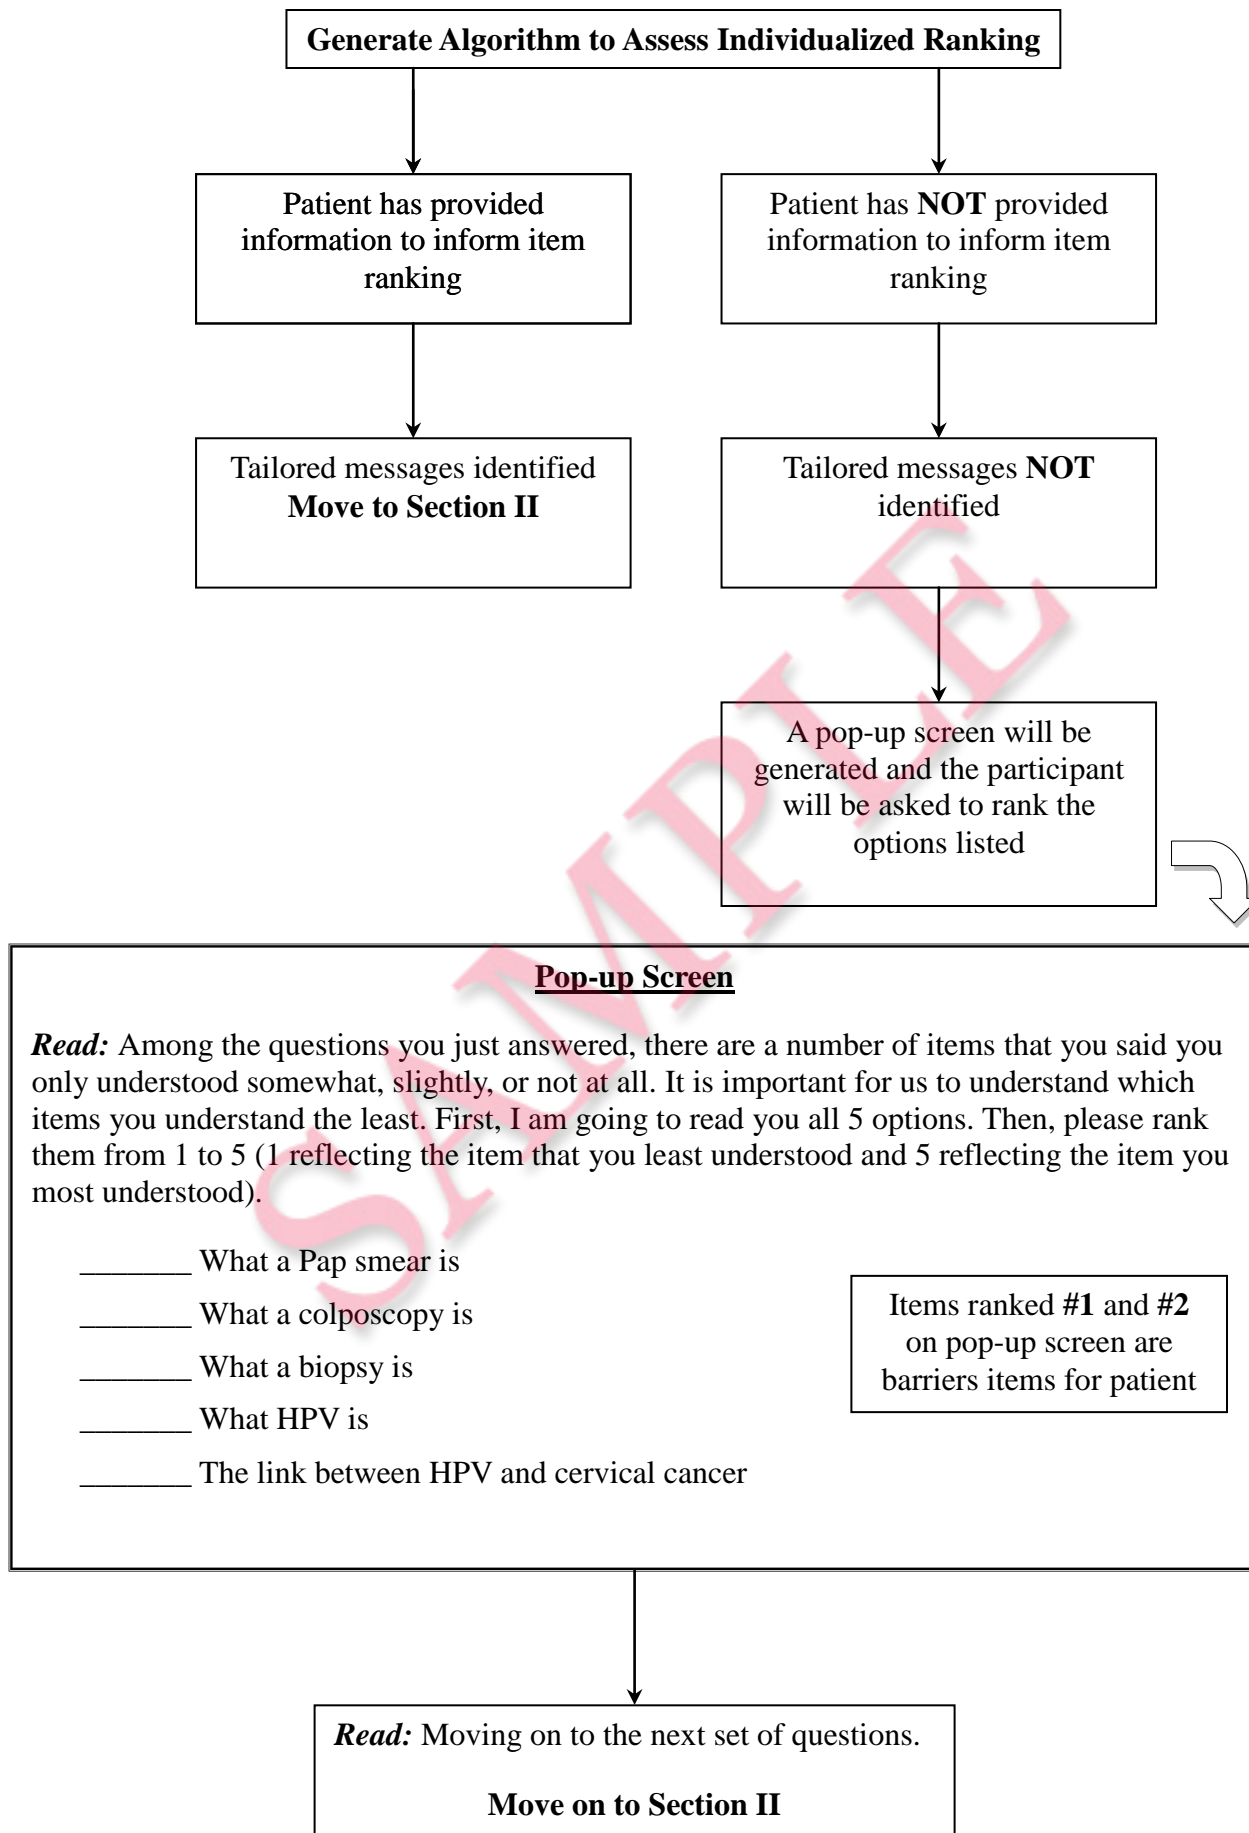 Generate Algorithm to Assess Individualized Ranking
Patient has provided
information to inform item
ranking
Patient has NOT provided
information to inform item
ranking
Tailored messages identified
Move to Section II
Tailored messages NOT
identified
A pop-up screen will be
generated and the participant
will be asked to rank the
options listed
Pop-up Screen
Read: Among the questions you just answered, there are a number of items that you said you
only understood somewhat, slightly, or not at all. It is important for us to understand which
items you understand the least. First, I am going to read you all 5 options. Then, please rank
them from 1 to 5 (1 reflecting the item that you least understood and 5 reflecting the item you
most understood).
_______ What a Pap smear is
_______ What a colposcopy is
_______ What a biopsy is
_______ What HPV is
_______ The link between HPV and cervical cancer
Items ranked #1 and #2
on pop-up screen are
barriers items for patient
Read: Moving on to the next set of questions.
Move on to Section II
SAMPLE